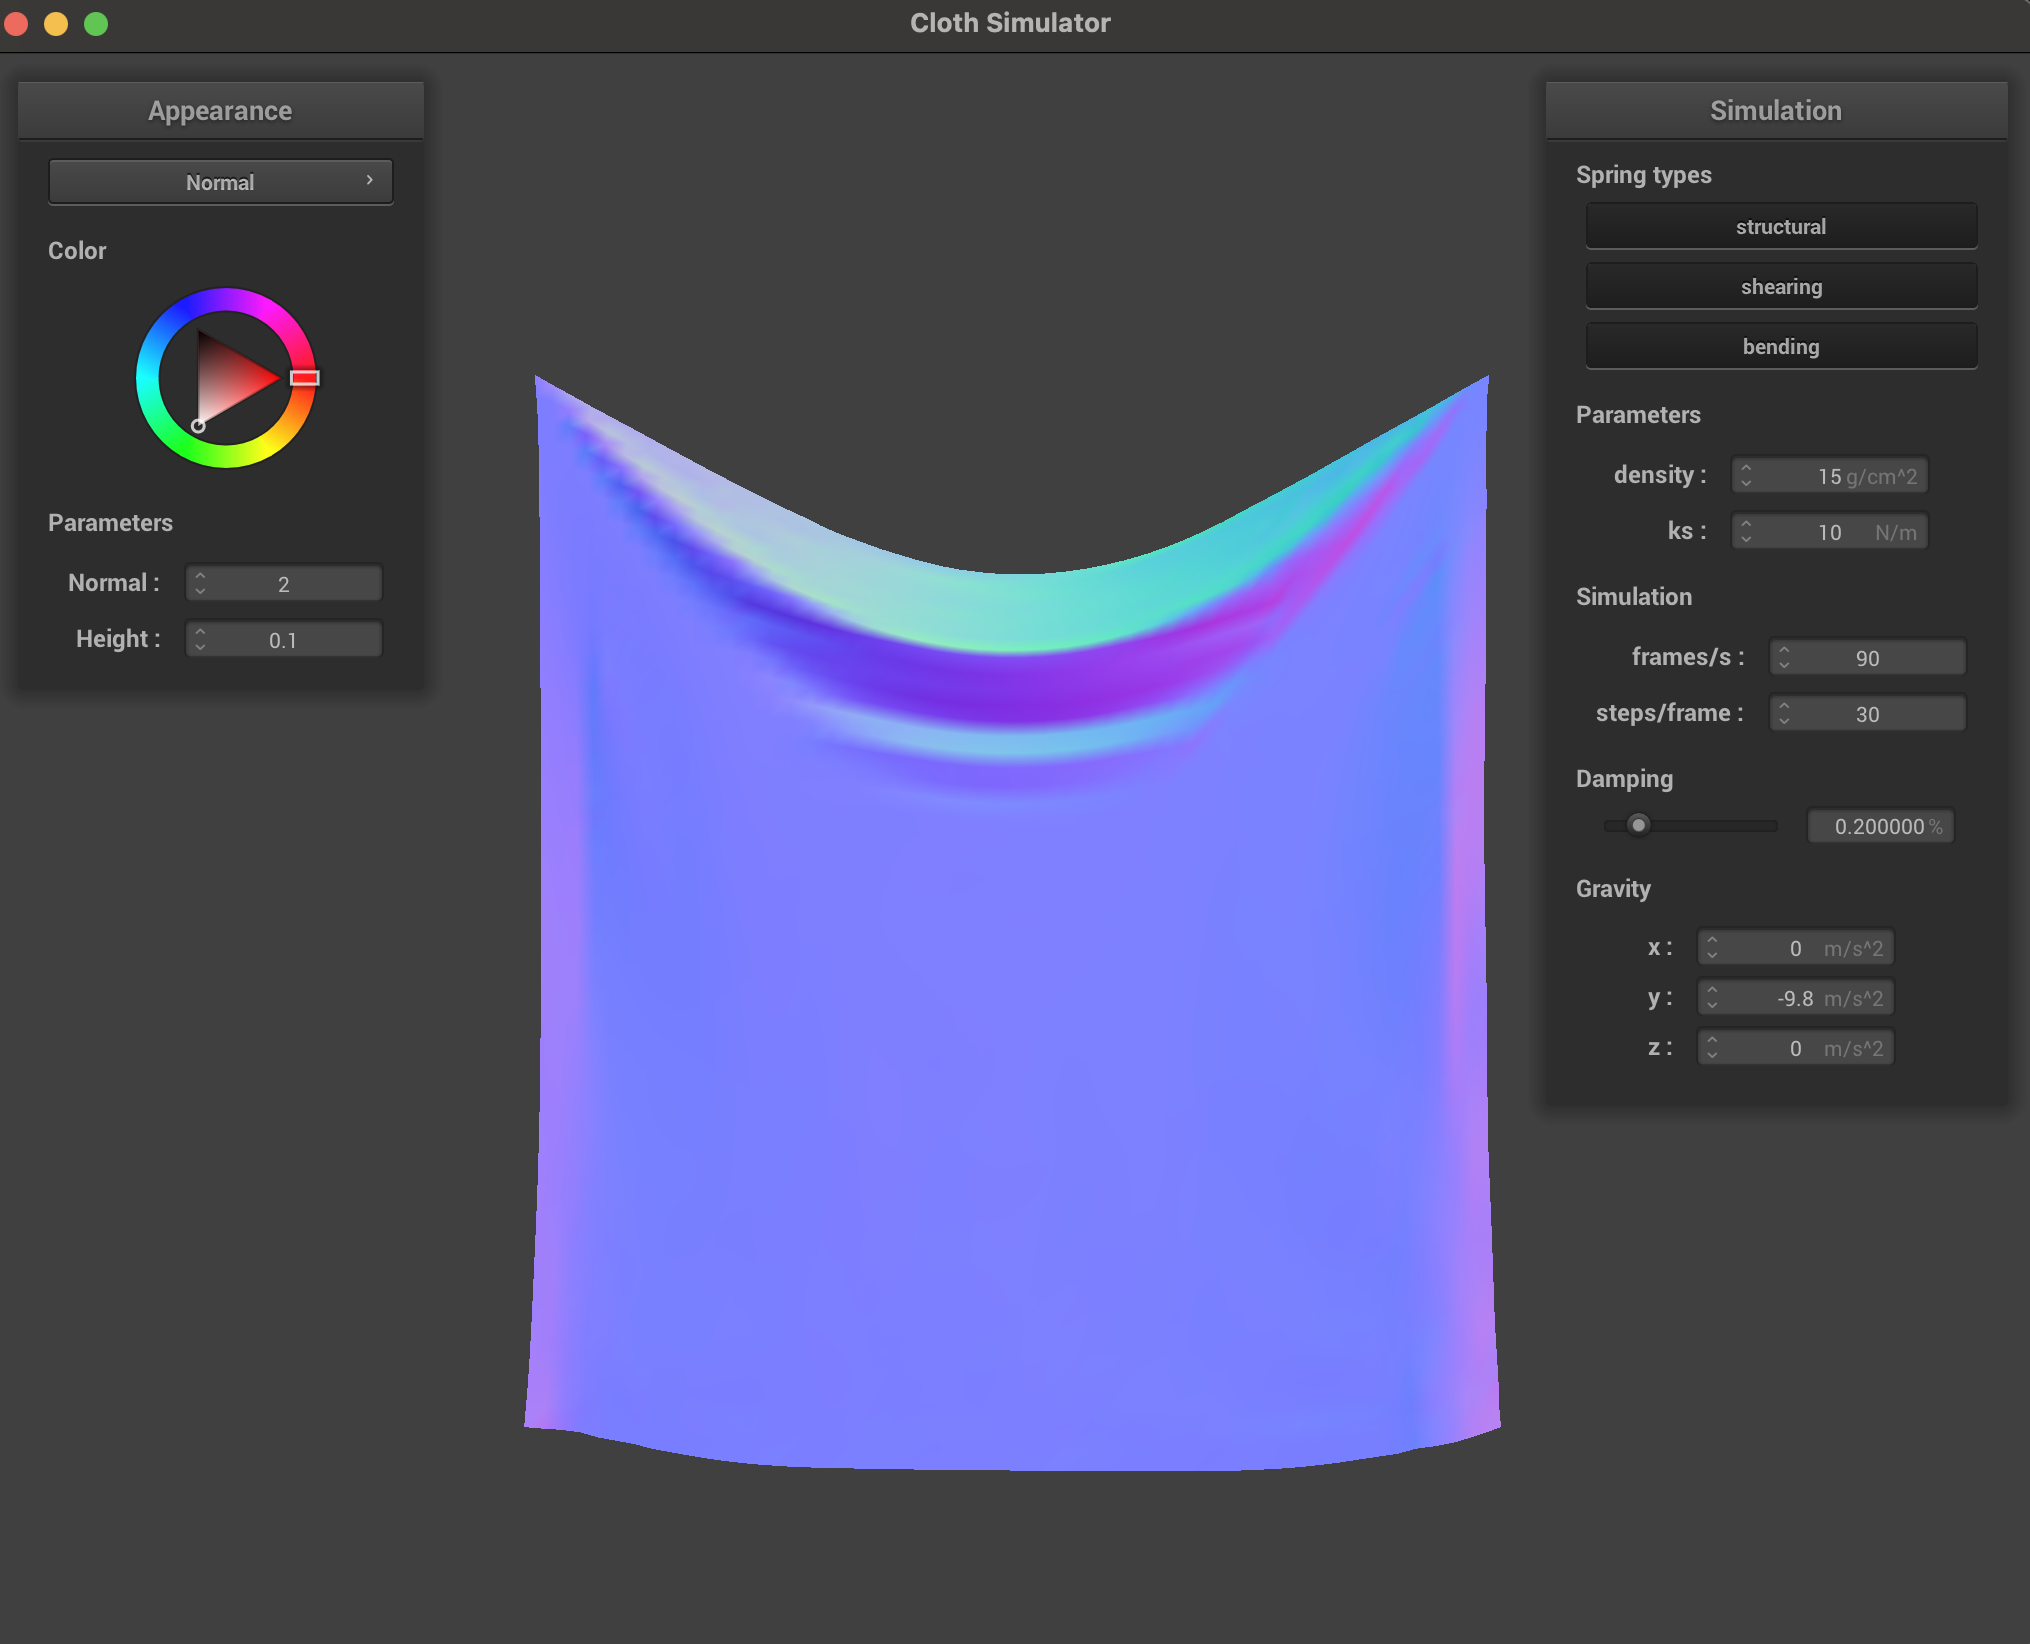 Cloth Simulator
Appearance
Normal
Color
Parameters
Normal : 2
Height : 0.1
Simulation
Spring types
structural
shearing
bending
Parameters
density : 15 g/cm^2
ks : 10 N/m
Simulation
frames/s : 90
steps/frame : 30
Damping
0.200000 %
Gravity
x : 0 m/s^2
y : -9.8 m/s^2
z : 0 m/s^2